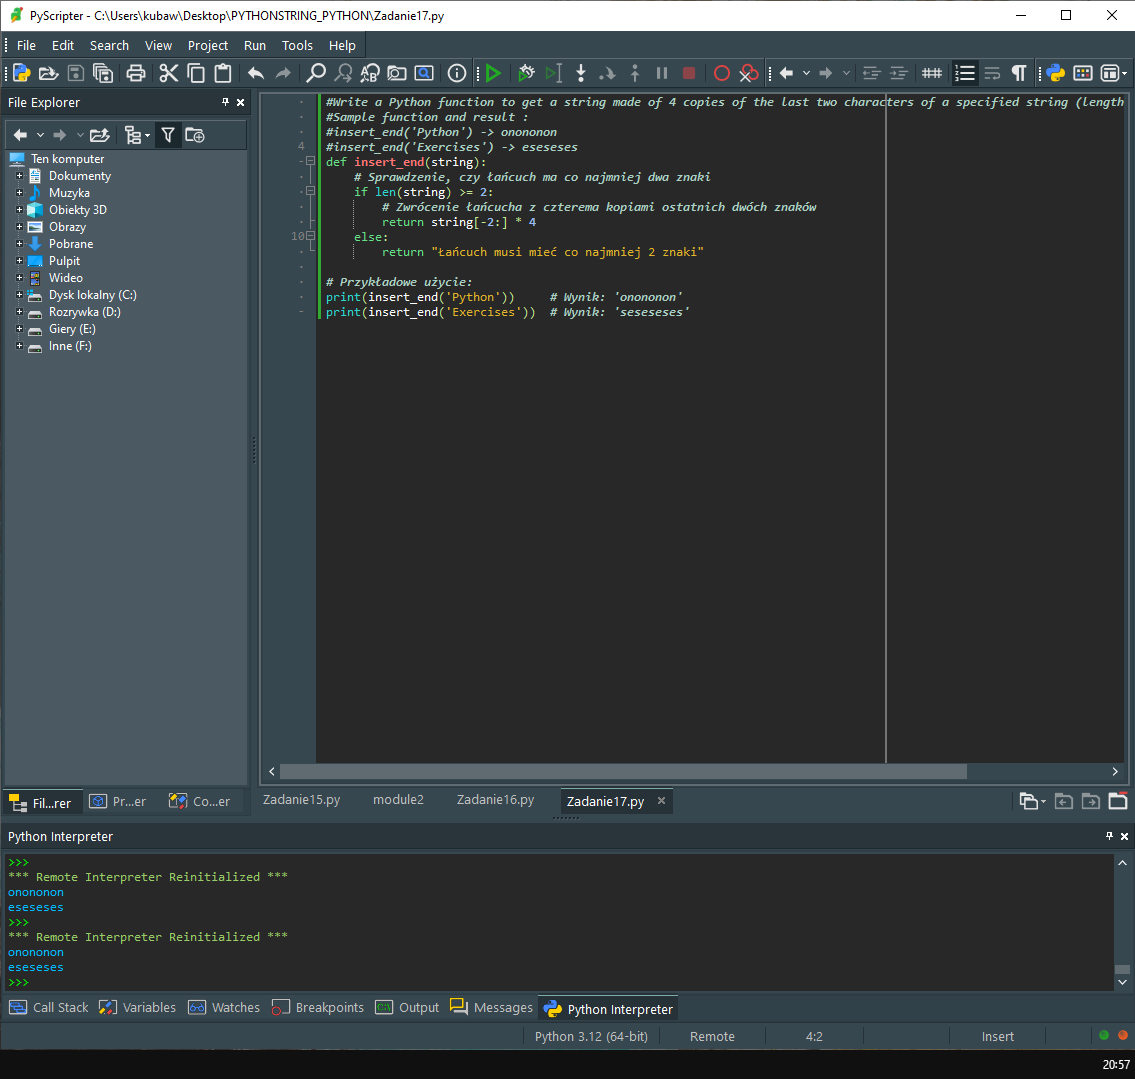 PyScripter - C:\Users\kubaw\Desktop\PYTHONSTRING_PYTHON\Zadanie17.py
File Edit Search View Project Run Tools Help
File Explorer
Ten komputer
Dokumenty
Muzyka
Obiekty 3D
Obrazy
Pobrane
Pulpit
Wideo
Dysk lokalny (C:)
Rozrywka (D:)
Giery (E:)
Inne (F:)
Fil...rer Pr...er Co...er
#Write a Python function to get a string made of 4 copies of the last two characters of a specified string (length
#Sample function and result :
#insert_end('Python') -> onononon
4 #insert_end('Exercises') -> eseseses
def insert_end(string):
# Sprawdzenie, czy łańcuch ma co najmniej dwa znaki
if len(string) >= 2:
# Zwrócenie łańcucha z czterema kopiami ostatnich dwóch znaków
return string[-2:] * 4
10 else:
return "Łańcuch musi mieć co najmniej 2 znaki"
# Przykładowe użycie:
print(insert_end('Python')) # Wynik: 'onononon'
print(insert_end('Exercises')) # Wynik: 'seseseses'
Zadanie15.py module2 Zadanie16.py Zadanie17.py
Python Interpreter
>>>
*** Remote Interpreter Reinitialized ***
onononon
eseseses
>>>
*** Remote Interpreter Reinitialized ***
onononon
eseseses
>>>
Call Stack Variables Watches Breakpoints Output Messages Python Interpreter
Python 3.12 (64-bit) Remote 4:2 Insert
20:57